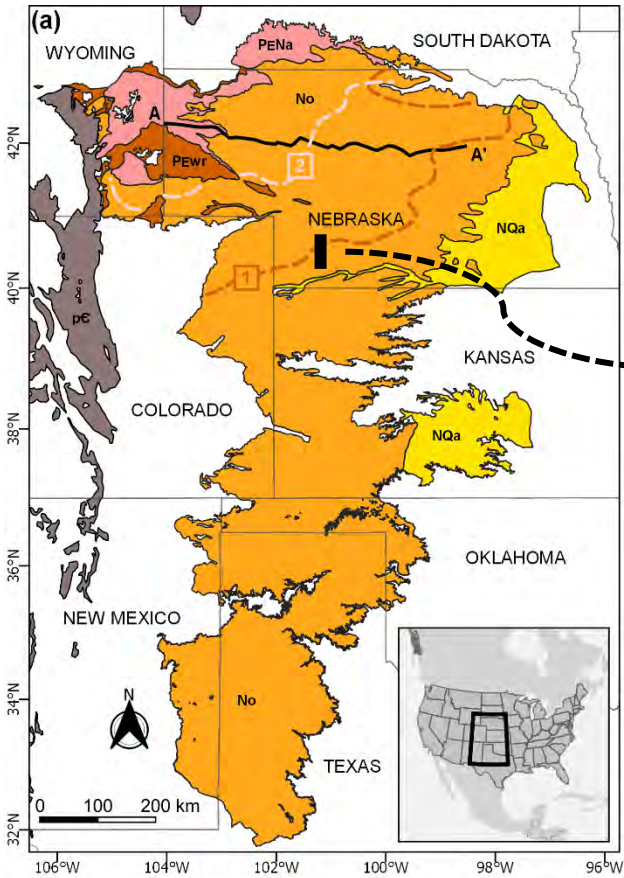 (a)
WYOMING
SOUTH DAKOTA
PENa
No
A
A'
PEwr
2
NEBRASKA
NQa
1
pЄ
KANSAS
COLORADO
NQa
OKLAHOMA
NEW MEXICO
No
N
TEXAS
0 100 200 km
42°N
40°N
38°N
36°N
34°N
32°N
106°W 104°W 102°W 100°W 98°W 96°W